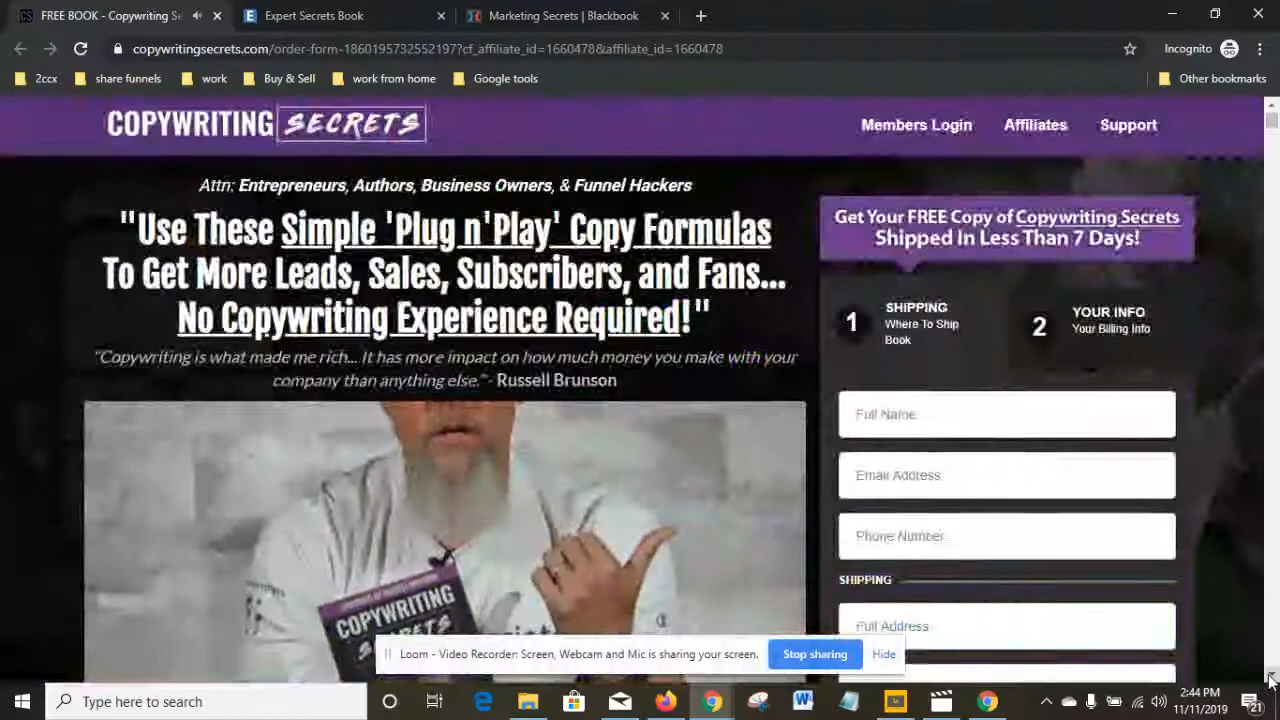 FREE BOOK - Copywriting Se
Expert Secrets Book
Marketing Secrets | Blackbook
copywritingsecrets.com/order-form-1860195732552197?cf_affiliate_id=1660478&affiliate_id=1660478
Incognito
2ccx
share funnels
work
Buy & Sell
work from home
Google tools
Other bookmarks
COPYWRITING SECRETS
Members Login
Affiliates
Support
Attn: Entrepreneurs, Authors, Business Owners, & Funnel Hackers
"Use These Simple 'Plug n'Play' Copy Formulas
To Get More Leads, Sales, Subscribers, and Fans...
No Copywriting Experience Required!"
"Copywriting is what made me rich... It has more impact on how much money you make with your
company than anything else." - Russell Brunson
Get Your FREE Copy of Copywriting Secrets
Shipped In Less Than 7 Days!
1
SHIPPING
Where To Ship
Book
2
YOUR INFO
Your Billing Info
Full Name
Email Address
Phone Number
SHIPPING
Full Address
COPYWRITING
SECRETS
Loom - Video Recorder: Screen, Webcam and Mic is sharing your screen.
Stop sharing
Hide
Type here to search
2:44 PM
11/11/2019
21